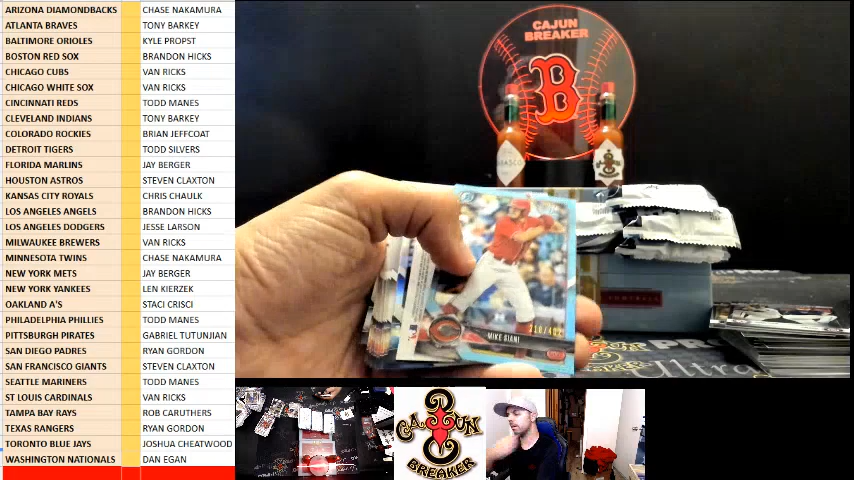 ARIZONA DIAMONDBACKS CHASE NAKAMURA
ATLANTA BRAVES TONY BARKEY
BALTIMORE ORIOLES KYLE PROPST
BOSTON RED SOX BRANDON HICKS
CHICAGO CUBS VAN RICKS
CHICAGO WHITE SOX VAN RICKS
CINCINNATI REDS TODD MANES
CLEVELAND INDIANS TONY BARKEY
COLORADO ROCKIES BRIAN JEFFCOAT
DETROIT TIGERS TODD SILVERS
FLORIDA MARLINS JAY BERGER
HOUSTON ASTROS STEVEN CLAXTON
KANSAS CITY ROYALS CHRIS CHAULK
LOS ANGELES ANGELS BRANDON HICKS
LOS ANGELES DODGERS JESSE LARSON
MILWAUKEE BREWERS VAN RICKS
MINNESOTA TWINS CHASE NAKAMURA
NEW YORK METS JAY BERGER
NEW YORK YANKEES LEN KIERZEK
OAKLAND A'S STACI CRISCI
PHILADELPHIA PHILLIES TODD MANES
PITTSBURGH PIRATES GABRIEL TUTUNJIAN
SAN DIEGO PADRES RYAN GORDON
SAN FRANCISCO GIANTS STEVEN CLAXTON
SEATTLE MARINERS TODD MANES
ST LOUIS CARDINALS VAN RICKS
TAMPA BAY RAYS ROB CARUTHERS
TEXAS RANGERS RYAN GORDON
TORONTO BLUE JAYS JOSHUA CHEATWOOD
WASHINGTON NATIONALS DAN EGAN
CAJUN
BREAKER
B
MIKE SIANI
CAJUN
BREAKER